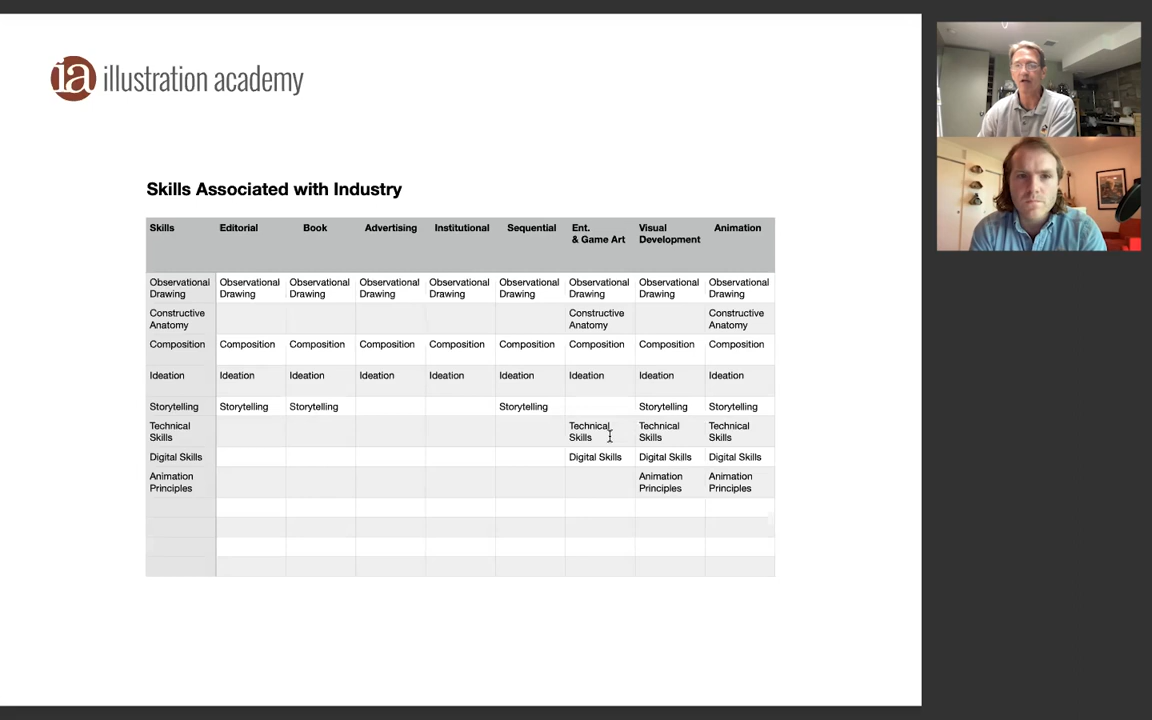 ia illustration academy
Skills Associated with Industry
Skills Editorial Book Advertising Institutional Sequential Ent. & Game Art Visual Development Animation
Observational Drawing Observational Drawing Observational Drawing Observational Drawing Observational Drawing Observational Drawing Observational Drawing Observational Drawing Observational Drawing
Constructive Anatomy Constructive Anatomy Constructive Anatomy
Composition Composition Composition Composition Composition Composition Composition Composition Composition
Ideation Ideation Ideation Ideation Ideation Ideation Ideation Ideation Ideation
Storytelling Storytelling Storytelling Storytelling Storytelling Storytelling
Technical Skills Technical Skills Technical Skills Technical Skills
Digital Skills Digital Skills Digital Skills Digital Skills
Animation Principles Animation Principles Animation Principles